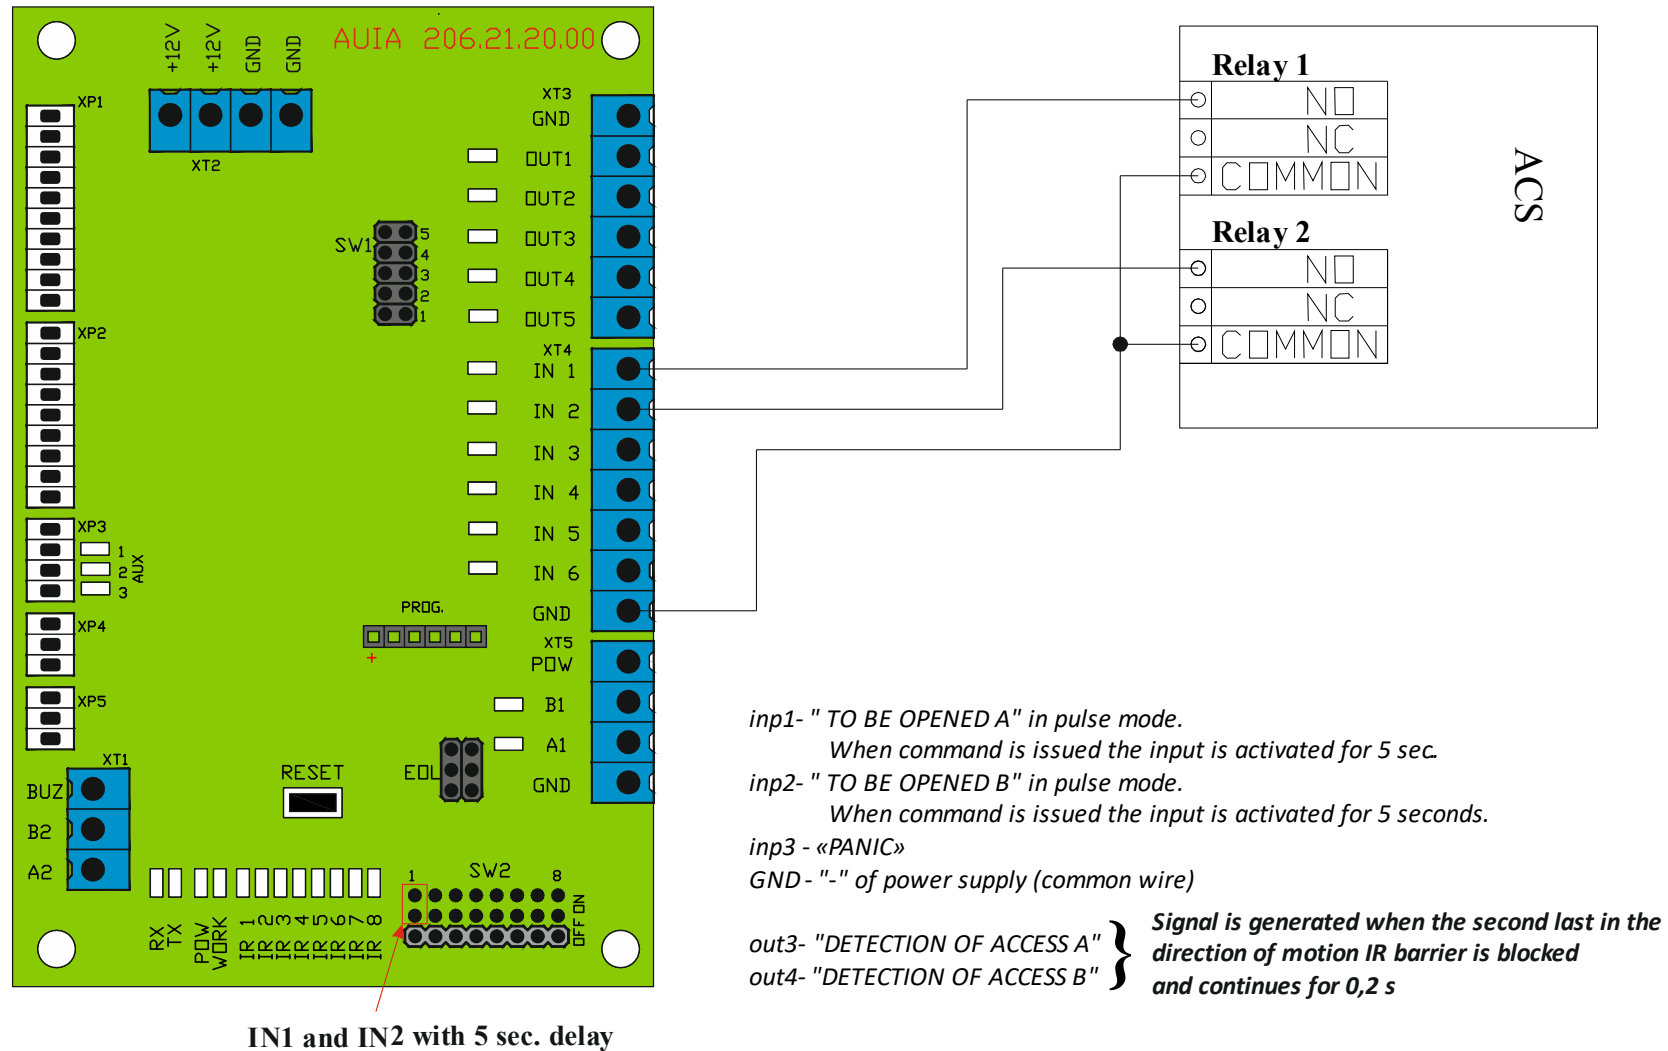 AUIA 206.21.20.00
+12V
+12V
GND
GND
XT2
XP1
XP2
XP3
1
2
3
AUX
XP4
XP5
XT1
BUZ
B2
A2
XT3
GND
OUT1
OUT2
OUT3
OUT4
OUT5
SW1
5
4
3
2
1
XT4
IN 1
IN 2
IN 3
IN 4
IN 5
IN 6
GND
PROG.
+
XT5
POW
B1
A1
GND
EOL
RESET
RX
TX
POW
WORK
IR 1
IR 2
IR 3
IR 4
IR 5
IR 6
IR 7
IR 8
1 SW2 8
OFF ON
IN1 and IN2 with 5 sec. delay
Relay 1
NO
NC
COMMON
Relay 2
NO
NC
COMMON
ACS
inp1- " TO BE OPENED A" in pulse mode.
When command is issued the input is activated for 5 sec.
inp2- " TO BE OPENED B" in pulse mode.
When command is issued the input is activated for 5 seconds.
inp3 - «PANIC»
GND - "-" of power supply (common wire)
out3- "DETECTION OF ACCESS A"
out4- "DETECTION OF ACCESS B"
}
Signal is generated when the second last in the
direction of motion IR barrier is blocked
and continues for 0,2 s